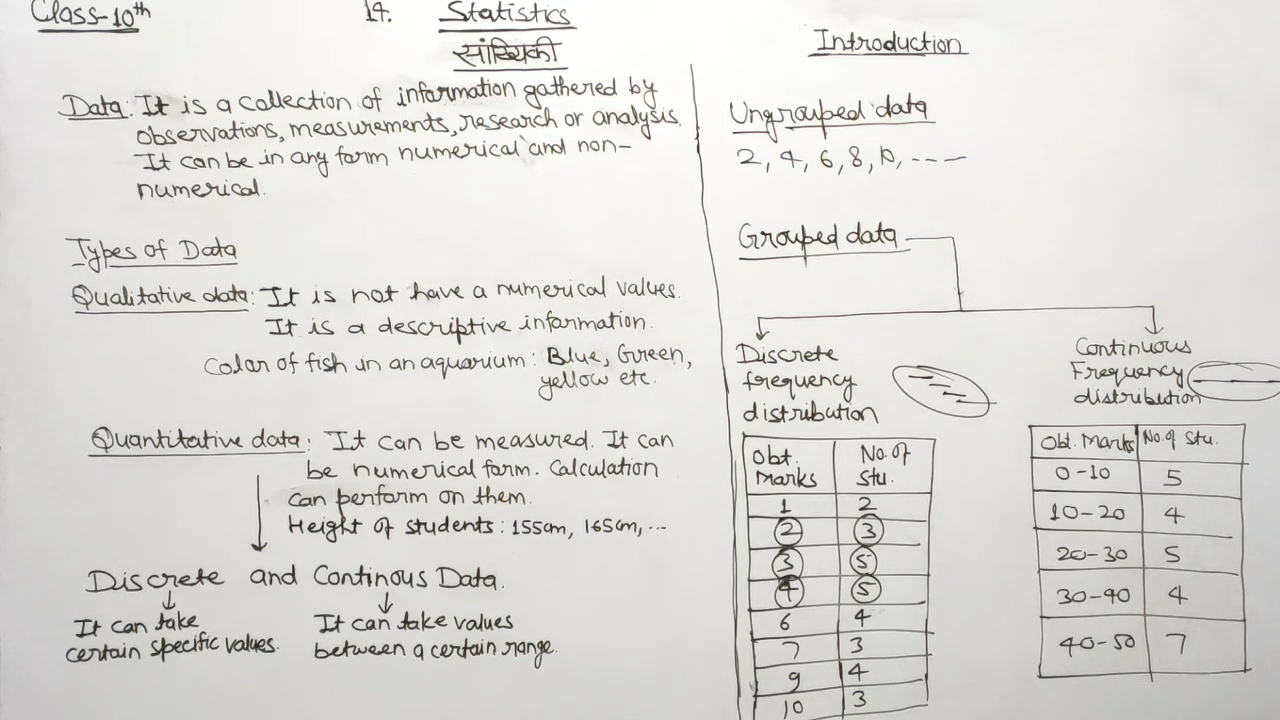 Class-10th
14. Statistics
सांख्यिकी
Data: It is a collection of information gathered by
observations, measurements, research or analysis.
It can be in any form numerical and non-
numerical.
Types of Data
Qualitative data: It is not have a numerical values.
It is a descriptive information.
Color of fish in an aquarium: Blue, Green,
yellow etc.
Quantitative data: It can be measured. It can
be numerical form. Calculation
can perform on them.
Height of students: 155cm, 165cm, ...
Discrete and Continous Data.
It can take
certain specific values.
It can take values
between a certain range.
Introduction
Ungrouped data
2, 4, 6, 8, 10, ----
Grouped data
Discrete
frequency
distribution
Obt. Marks No. of Stu.
1 2
2 3
3 5
4 5
6 4
7 3
9 4
10 3
Continuous
Frequency
distribution
Obt. Marks No. of Stu.
0-10 5
10-20 4
20-30 5
30-40 4
40-50 7